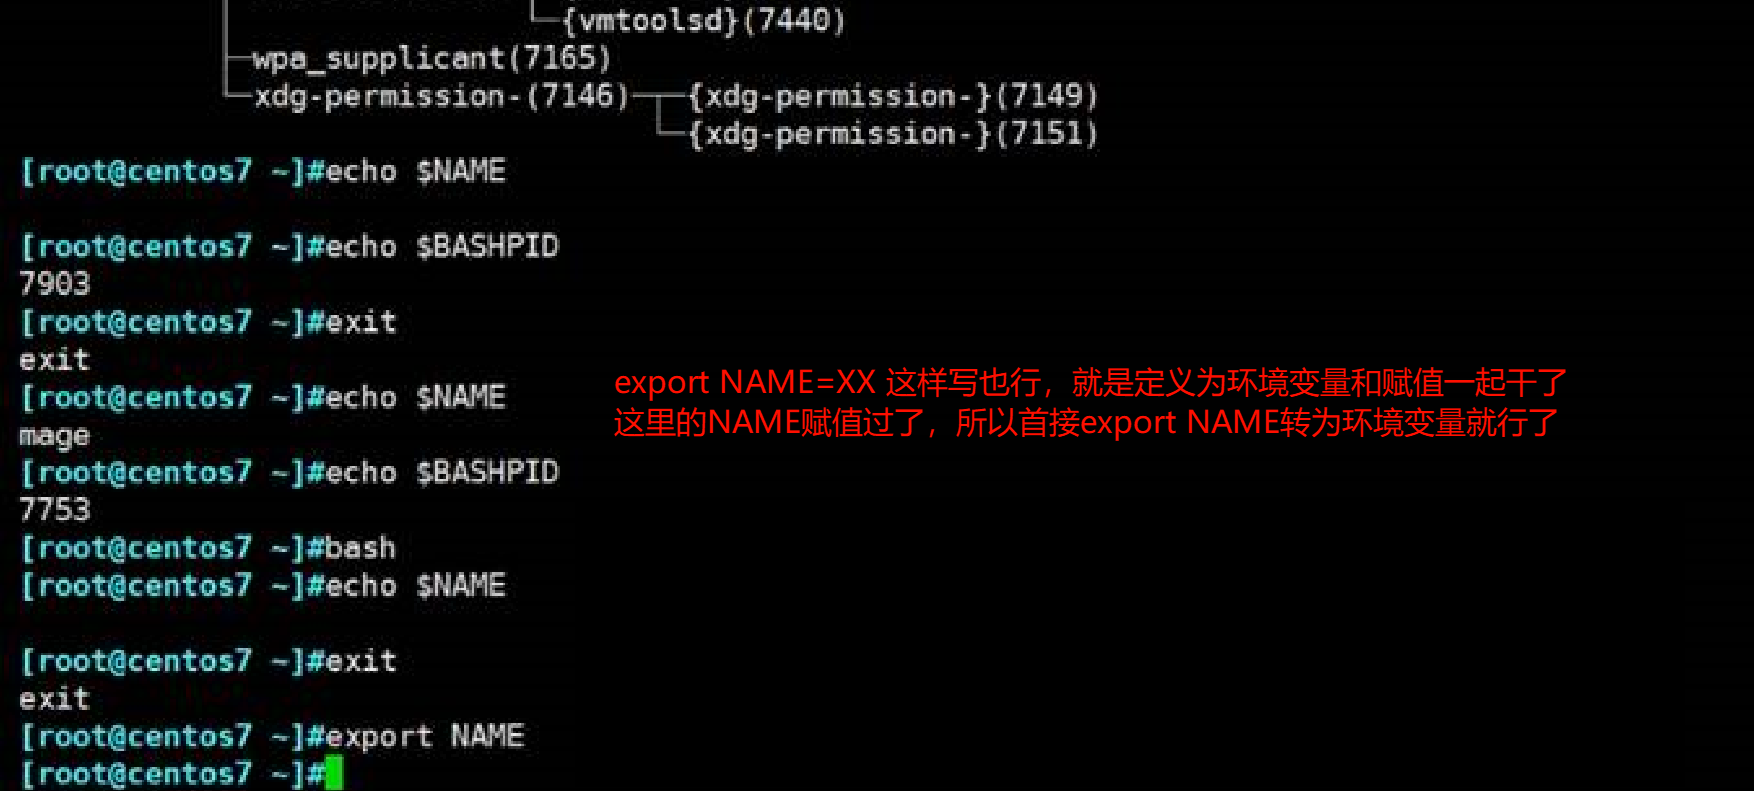 {vmtoolsd}(7440)
wpa_supplicant(7165)
xdg-permission-(7146) {xdg-permission-}(7149)
{xdg-permission-}(7151)
[root@centos7 ~]#echo $NAME
[root@centos7 ~]#echo $BASHPID
7903
[root@centos7 ~]#exit
exit
[root@centos7 ~]#echo $NAME
mage
[root@centos7 ~]#echo $BASHPID
7753
[root@centos7 ~]#bash
[root@centos7 ~]#echo $NAME
[root@centos7 ~]#exit
exit
[root@centos7 ~]#export NAME
[root@centos7 ~]#
export NAME=XX 这样写也行，就是定义为环境变量和赋值一起干了
这里的NAME赋值过了，所以首接export NAME转为环境变量就行了